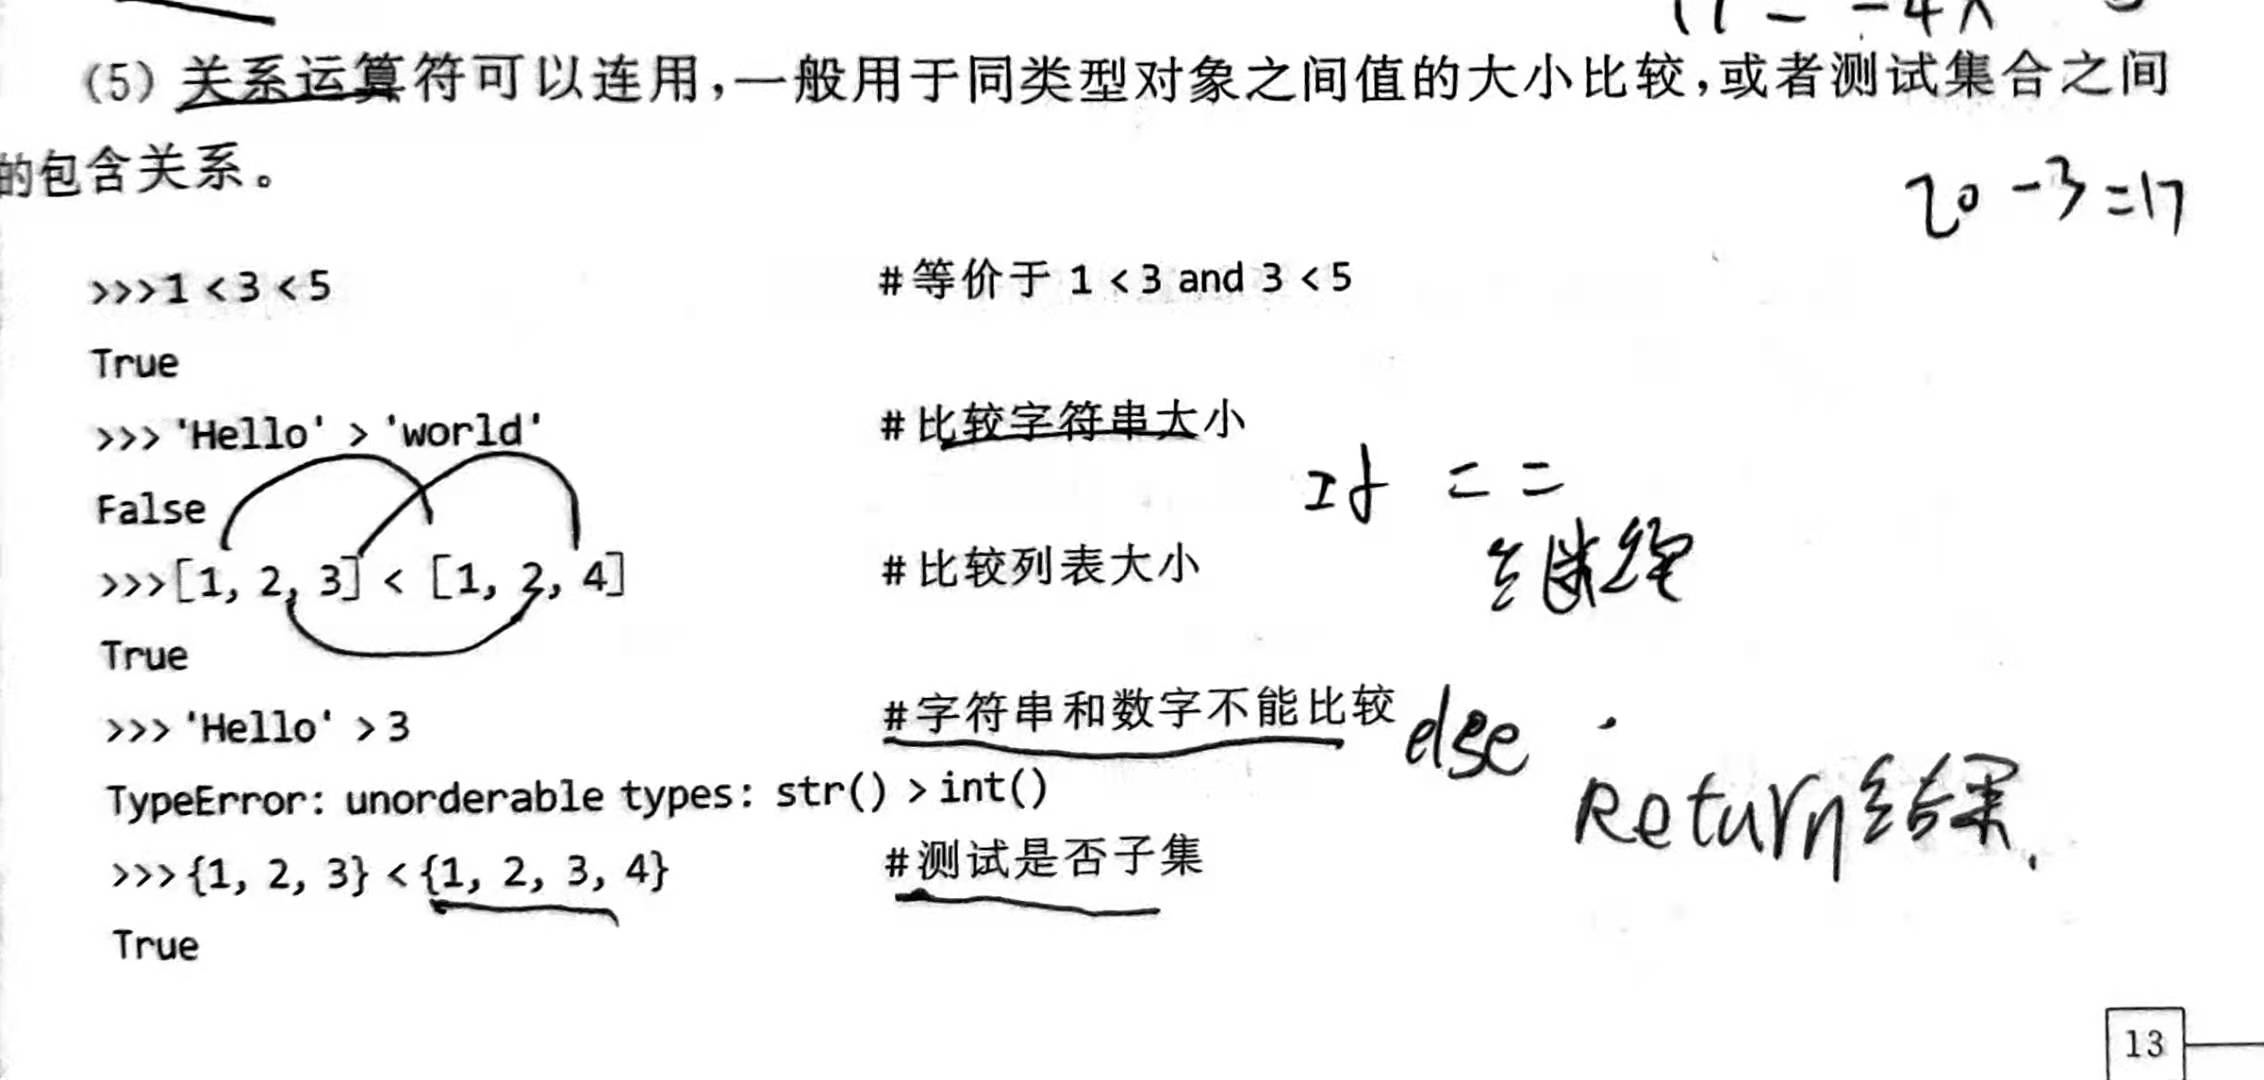 (5) 关系运算符可以连用,一般用于同类型对象之间值的大小比较,或者测试集合之间
的包含关系。
20 -3 =17
>>>1 <3 <5 #等价于 1 <3 and 3 <5
True
>>> 'Hello' > 'world' #比较字符串大小
False
If ==
>>>[1, 2, 3] < [1, 2, 4] #比较列表大小
继续
True
>>> 'Hello' >3 #字符串和数字不能比较
else
TypeError: unorderable types: str() > int()
Return结果.
>>>{1, 2, 3} <{1, 2, 3, 4} #测试是否子集
True
13